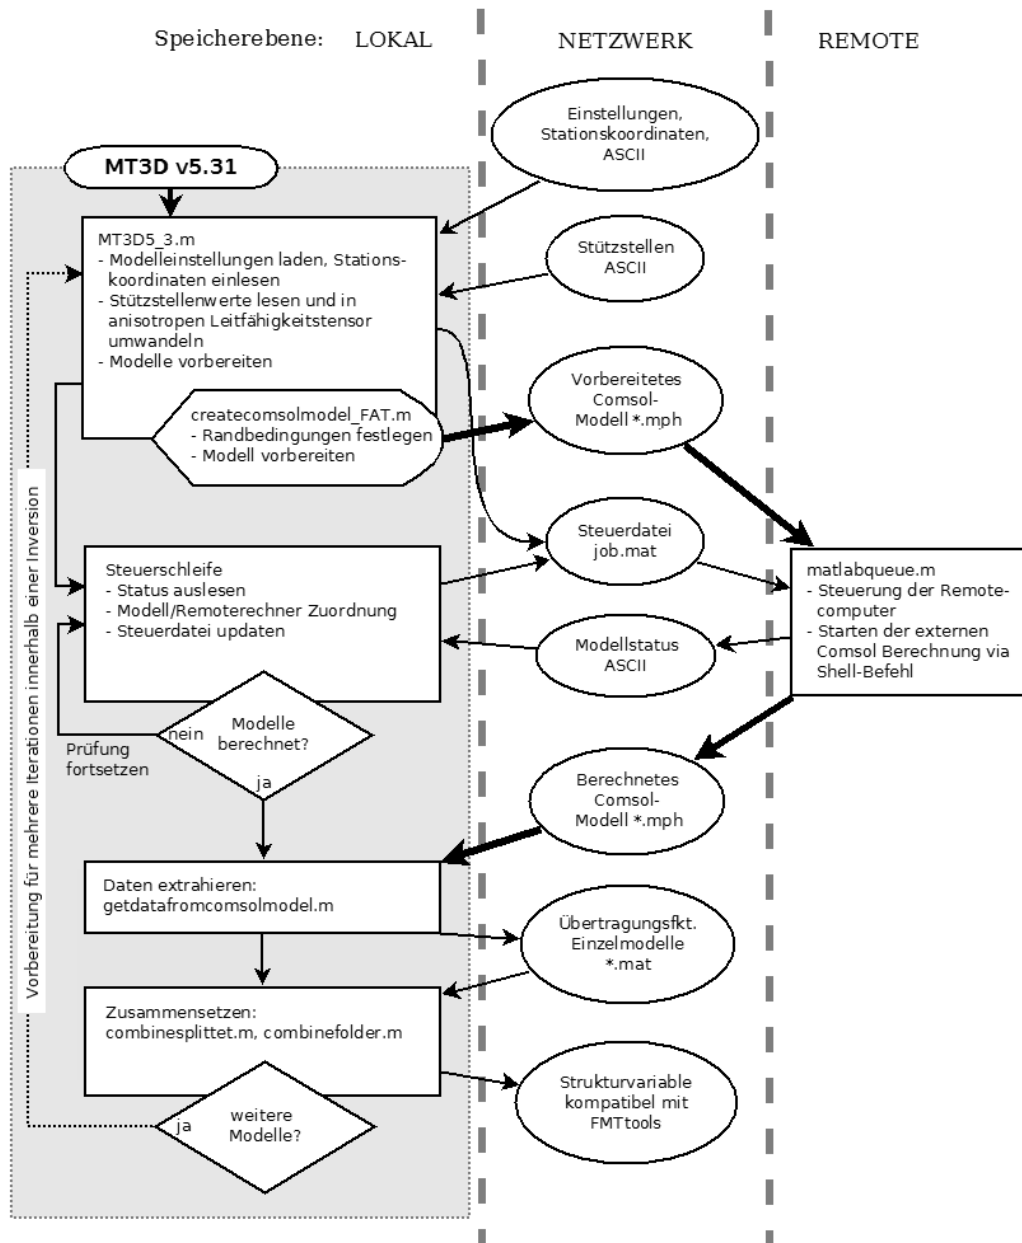 Speicherebene: LOKAL
NETZWERK
REMOTE
Einstellungen,
Stationskoordinaten,
ASCII
MT3D v5.31
MT3D5_3.m
- Modelleinstellungen laden, Stations-
koordinaten einlesen
- Stützstellenwerte lesen und in
anisotropen Leitfähigkeitstensor
umwandeln
- Modelle vorbereiten
Stützstellen
ASCII
createcomsolmodel_FAT.m
- Randbedingungen festlegen
- Modell vorbereiten
Vorbereitetes
Comsol-
Modell *.mph
Vorbereitung für mehrere Iterationen innerhalb einer Inversion
Steuerdatei
job.mat
Steuerschleife
- Status auslesen
- Modell/Remoterechner Zuordnung
- Steuerdatei updaten
matlabqueue.m
- Steuerung der Remote-
computer
- Starten der externen
Comsol Berechnung via
Shell-Befehl
Modellstatus
ASCII
Modelle
berechnet?
nein
ja
Prüfung
fortsetzen
Berechnetes
Comsol-
Modell *.mph
Daten extrahieren:
getdatafromcomsolmodel.m
Übertragungsfkt.
Einzelmodelle
*.mat
Zusammensetzen:
combinesplittet.m, combinefolder.m
Strukturvariable
kompatibel mit
FMTtools
weitere
Modelle?
ja